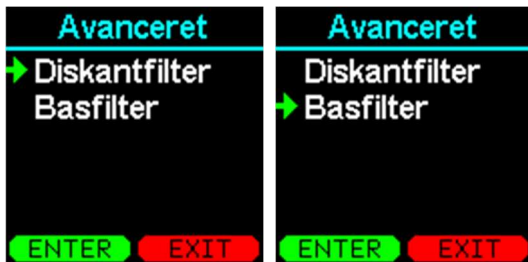 Avanceret
Diskantfilter
Basfilter
ENTER EXIT
Avanceret
Diskantfilter
Basfilter
ENTER EXIT